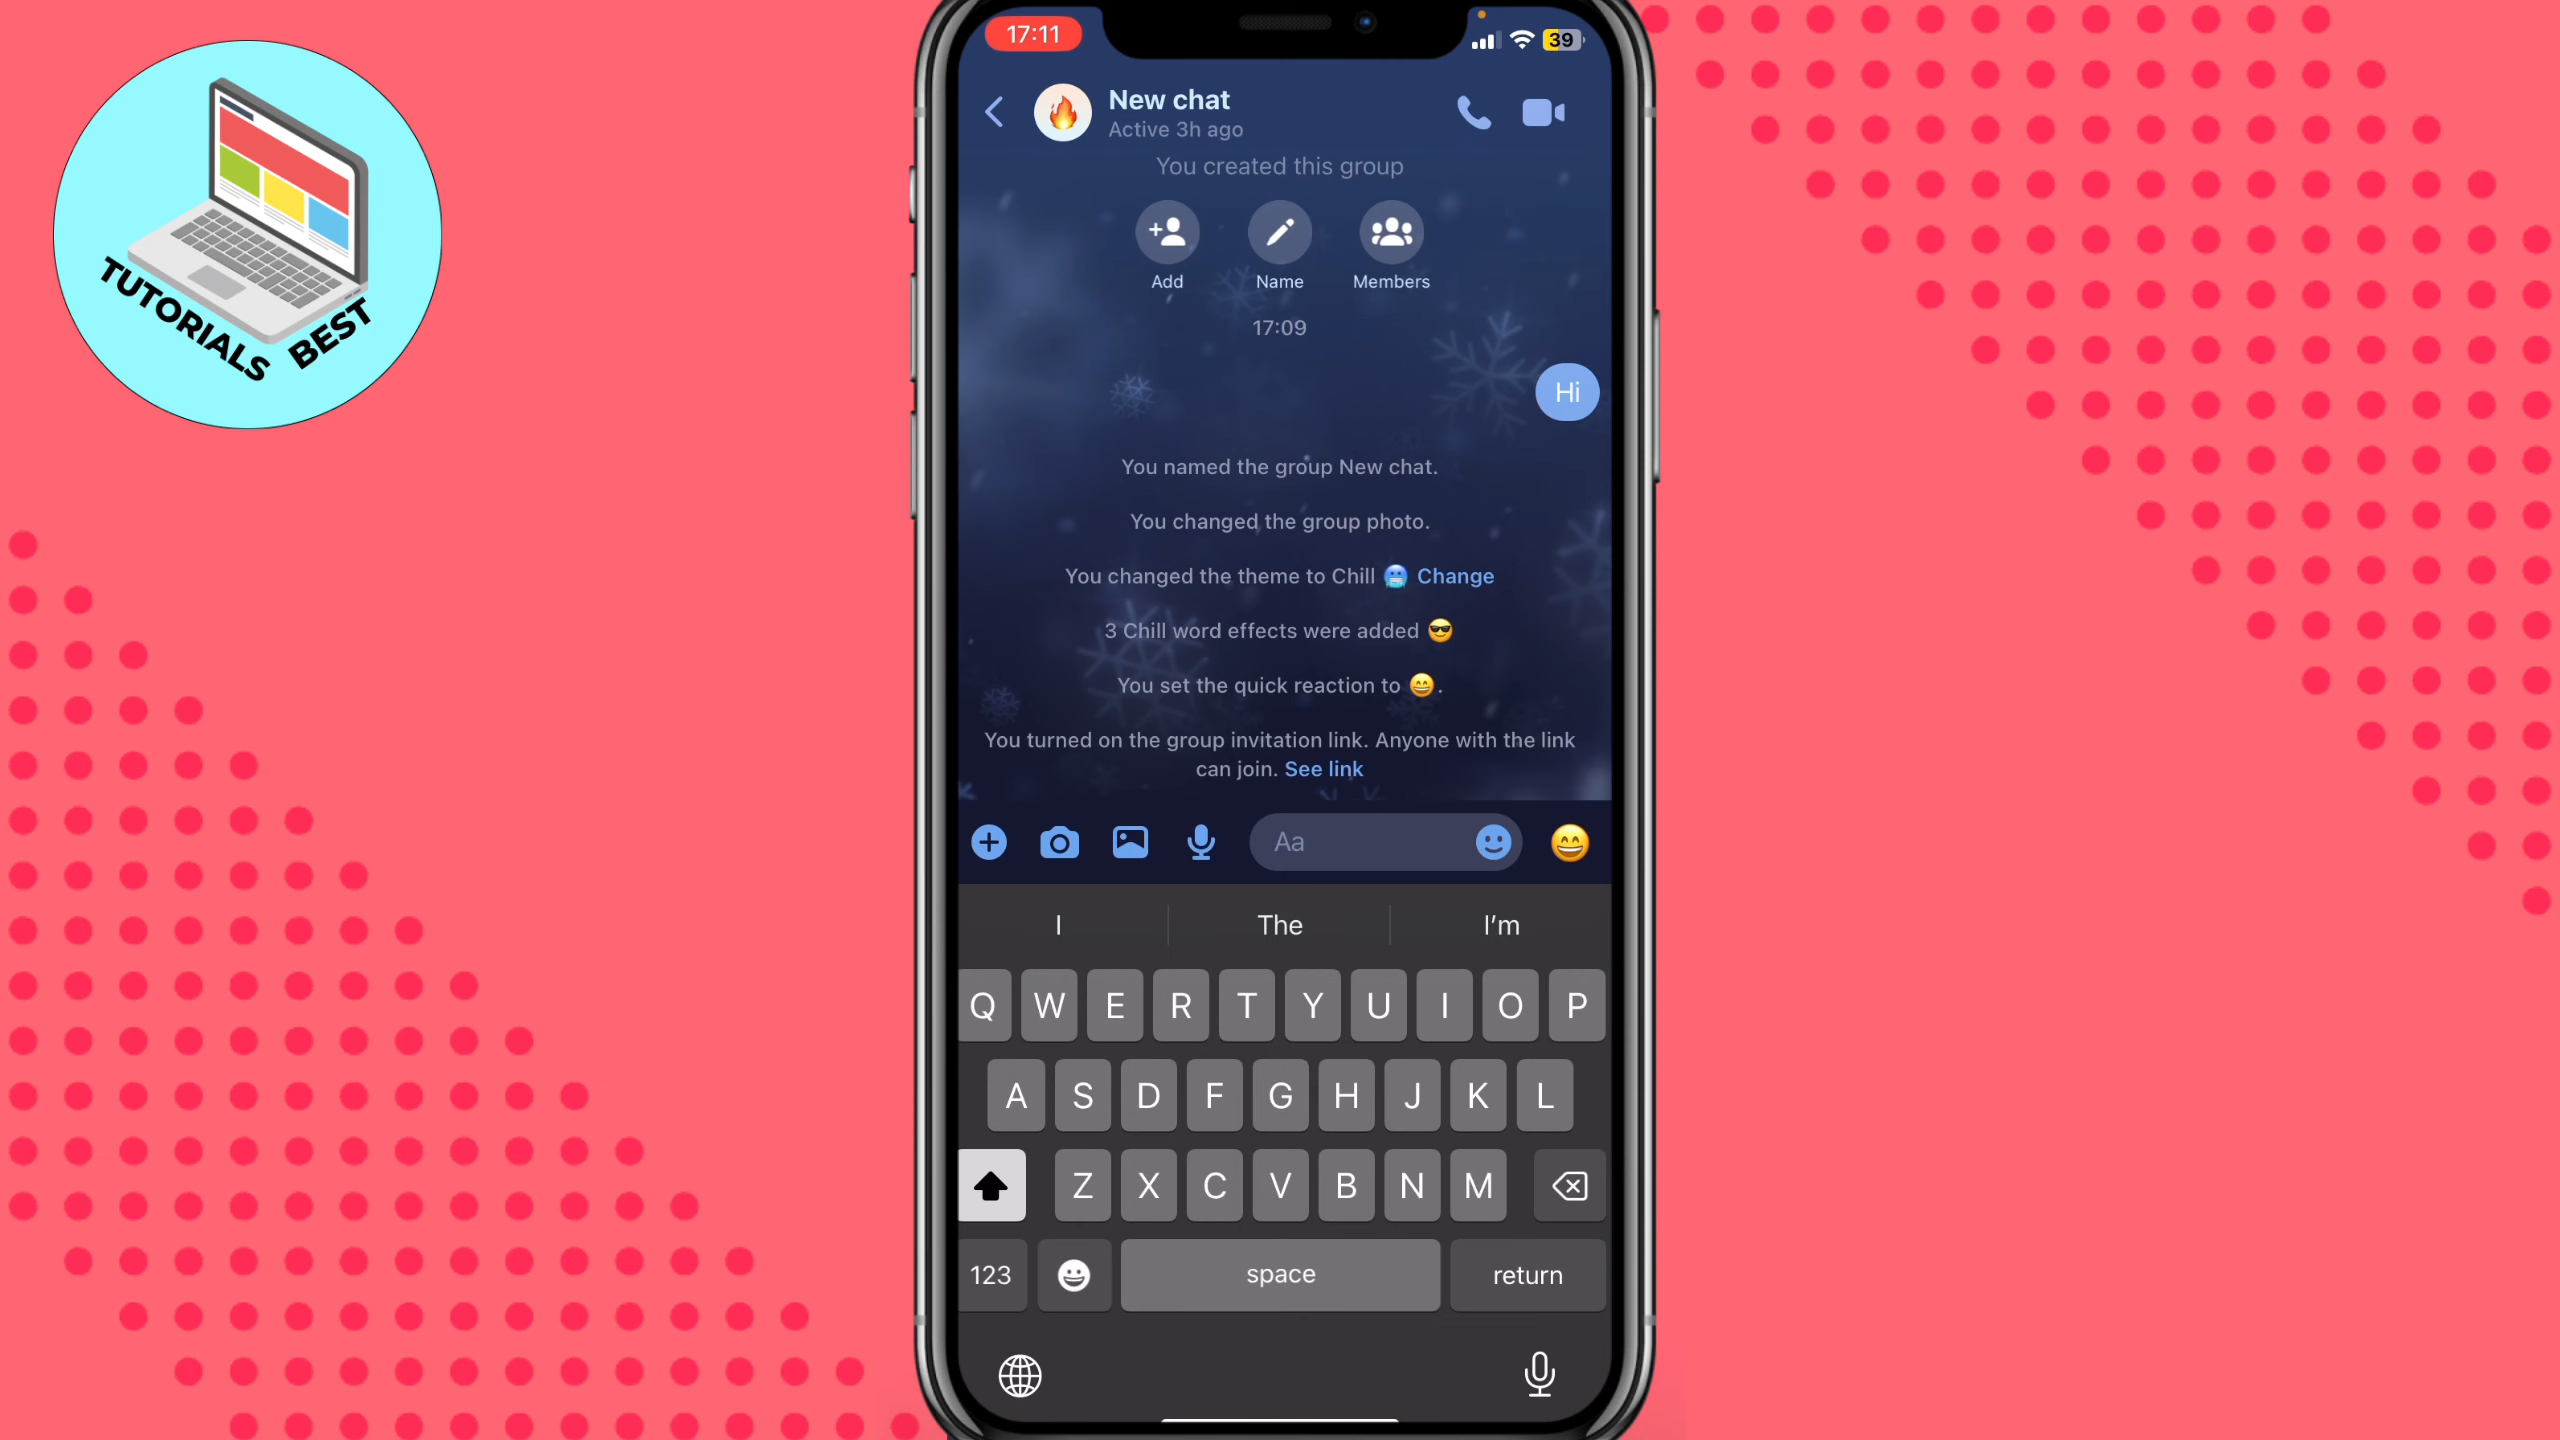 TUTORIALS BEST
17:11
39
New chat
Active 3h ago
You created this group
Add
Name
Members
17:09
Hi
You named the group New chat.
You changed the group photo.
You changed the theme to Chill 🥶 Change
3 Chill word effects were added 😎
You set the quick reaction to 😄.
You turned on the group invitation link. Anyone with the link
can join. See link
Aa
I The I'm
Q W E R T Y U I O P
A S D F G H J K L
Z X C V B N M
123 space return